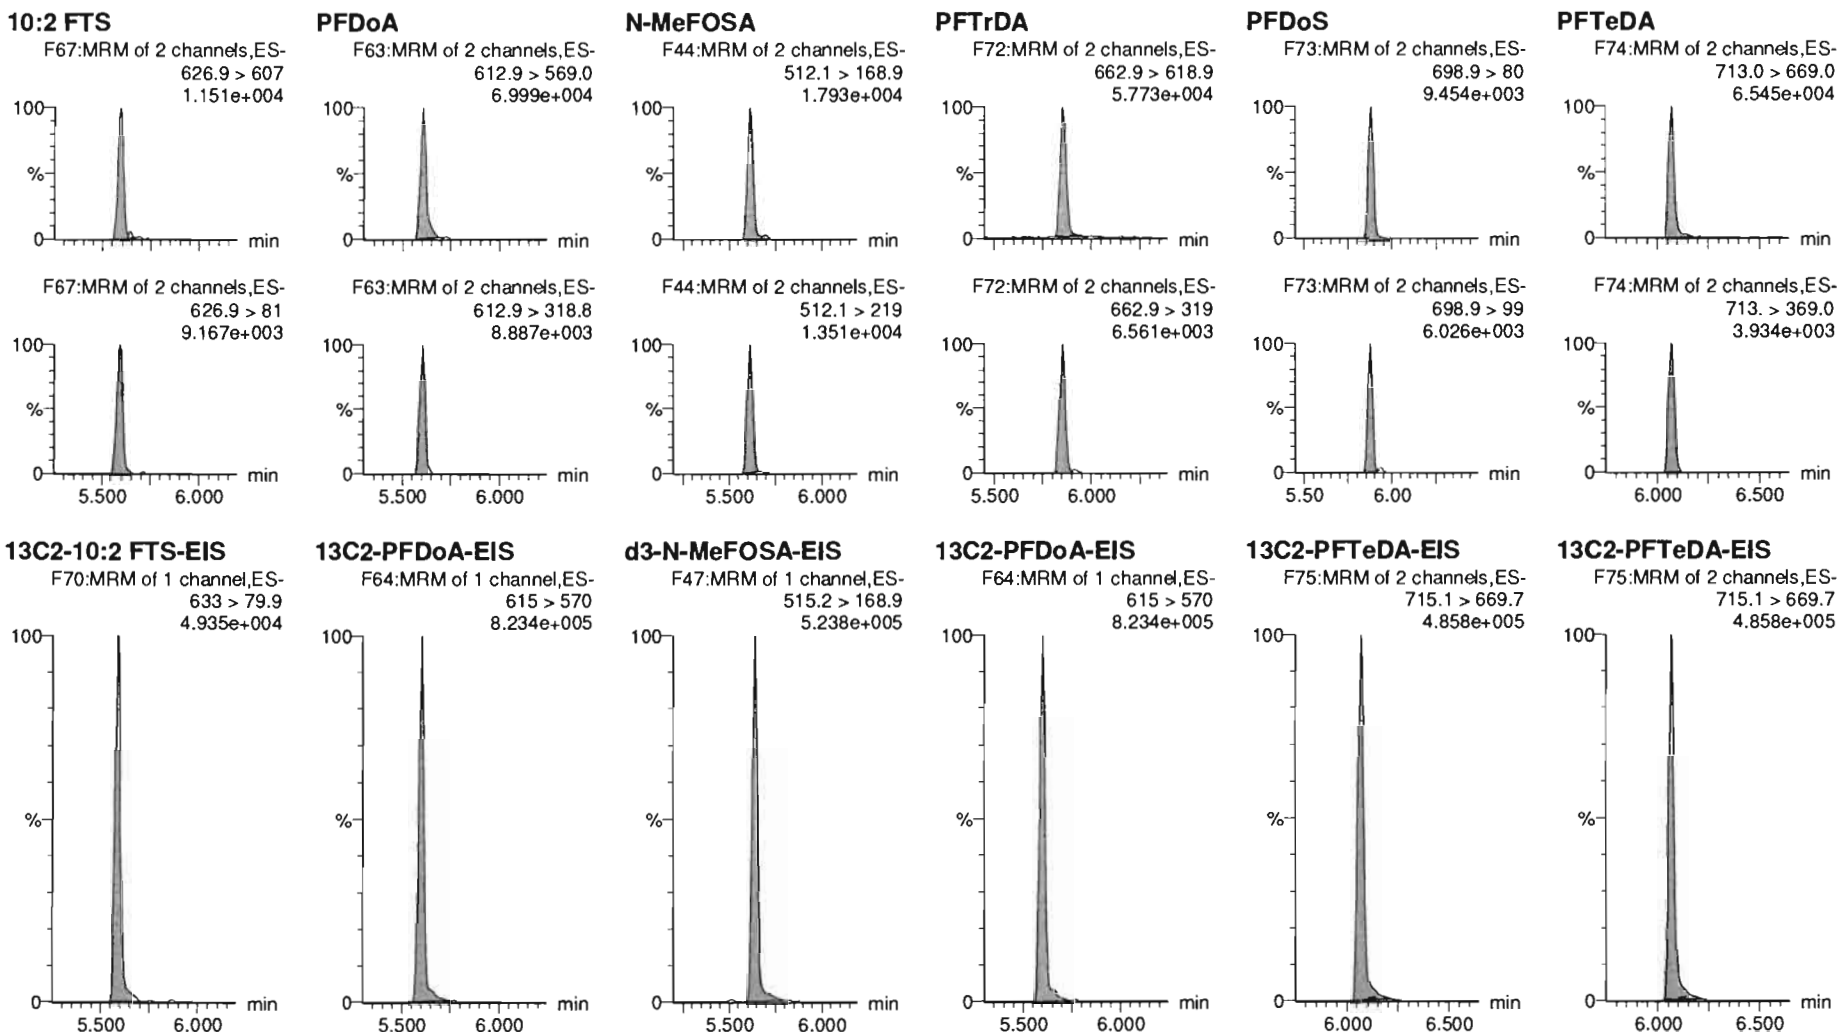 10:2 FTS
F67:MRM of 2 channels,ES-
626.9 > 607
1.151e+004
100
%
0
min
PFDoA
F63:MRM of 2 channels,ES-
612.9 > 569.0
6.999e+004
100
%
0
min
N-MeFOSA
F44:MRM of 2 channels,ES-
512.1 > 168.9
1.793e+004
100
%
0
min
PFTrDA
F72:MRM of 2 channels,ES-
662.9 > 618.9
5.773e+004
100
%
0
min
PFDoS
F73:MRM of 2 channels,ES-
698.9 > 80
9.454e+003
100
%
0
min
PFTeDA
F74:MRM of 2 channels,ES-
713.0 > 669.0
6.545e+004
100
%
0
min
F67:MRM of 2 channels,ES-
626.9 > 81
9.167e+003
100
%
0
min
5.500 6.000
F63:MRM of 2 channels,ES-
612.9 > 318.8
8.887e+003
100
%
0
min
5.500 6.000
F44:MRM of 2 channels,ES-
512.1 > 219
1.351e+004
100
%
0
min
5.500 6.000
F72:MRM of 2 channels,ES-
662.9 > 319
6.561e+003
100
%
0
min
5.500 6.000
F73:MRM of 2 channels,ES-
698.9 > 99
6.026e+003
100
%
0
min
5.50 6.00
F74:MRM of 2 channels,ES-
713. > 369.0
3.934e+003
100
%
0
min
6.000 6.500
13C2-10:2 FTS-EIS
F70:MRM of 1 channel,ES-
633 > 79.9
4.935e+004
100
%
0
min
5.500 6.000
13C2-PFDoA-EIS
F64:MRM of 1 channel,ES-
615 > 570
8.234e+005
100
%
0
min
5.500 6.000
d3-N-MeFOSA-EIS
F47:MRM of 1 channel,ES-
515.2 > 168.9
5.238e+005
100
%
0
min
5.500 6.000
13C2-PFDoA-EIS
F64:MRM of 1 channel,ES-
615 > 570
8.234e+005
100
%
0
min
5.500 6.000
13C2-PFTeDA-EIS
F75:MRM of 2 channels,ES-
715.1 > 669.7
4.858e+005
100
%
0
min
6.000 6.500
13C2-PFTeDA-EIS
F75:MRM of 2 channels,ES-
715.1 > 669.7
4.858e+005
100
%
0
min
6.000 6.500